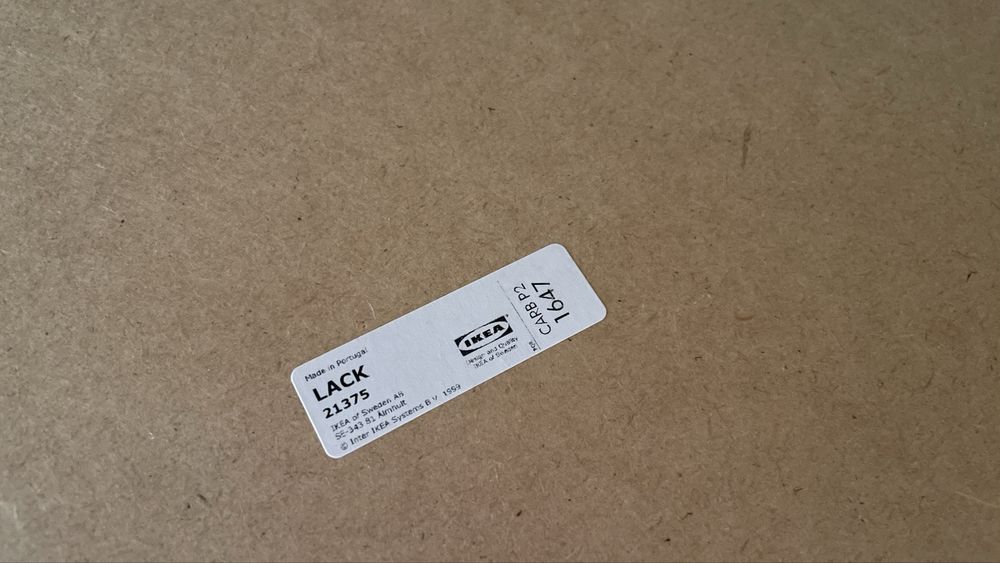 Made in Portugal
LACK
21375
IKEA of Sweden AB
SE-343 81 Älmhult
© Inter IKEA Systems B.V. 1999
IKEA
Design and Quality
IKEA of Sweden
CARB P2
1647